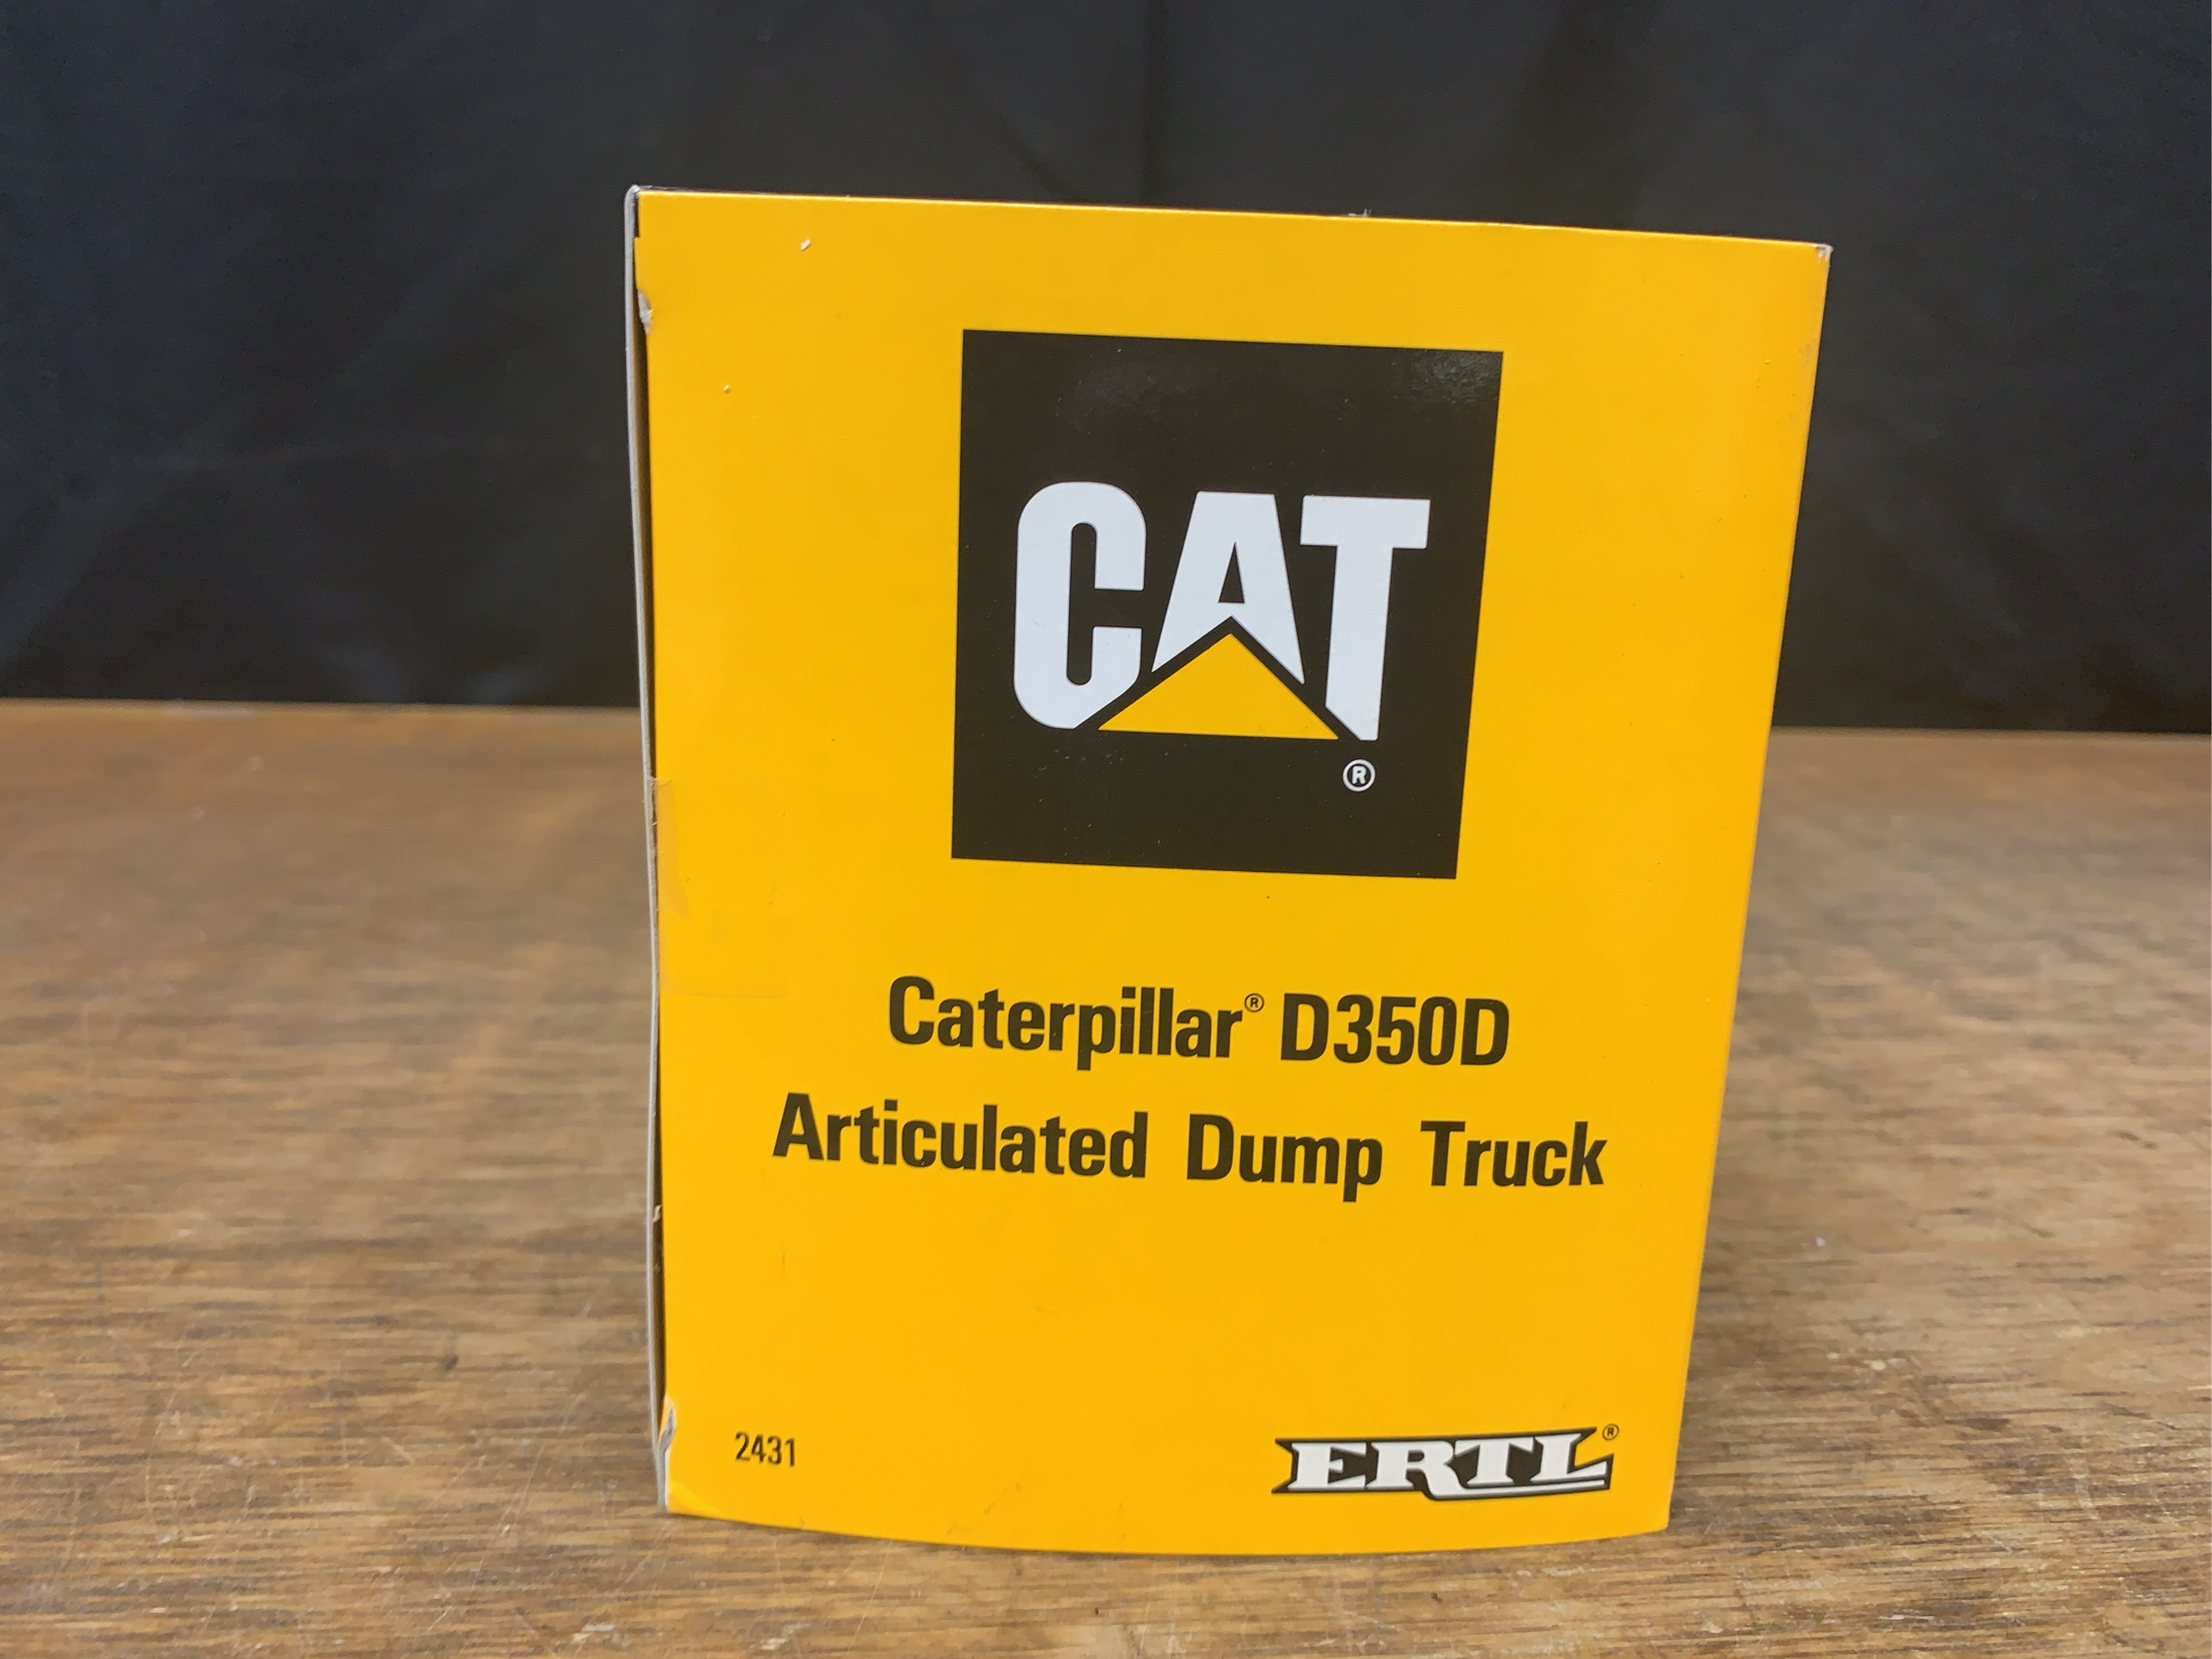 CAT®
Caterpillar® D350D
Articulated Dump Truck
2431
ERTL®